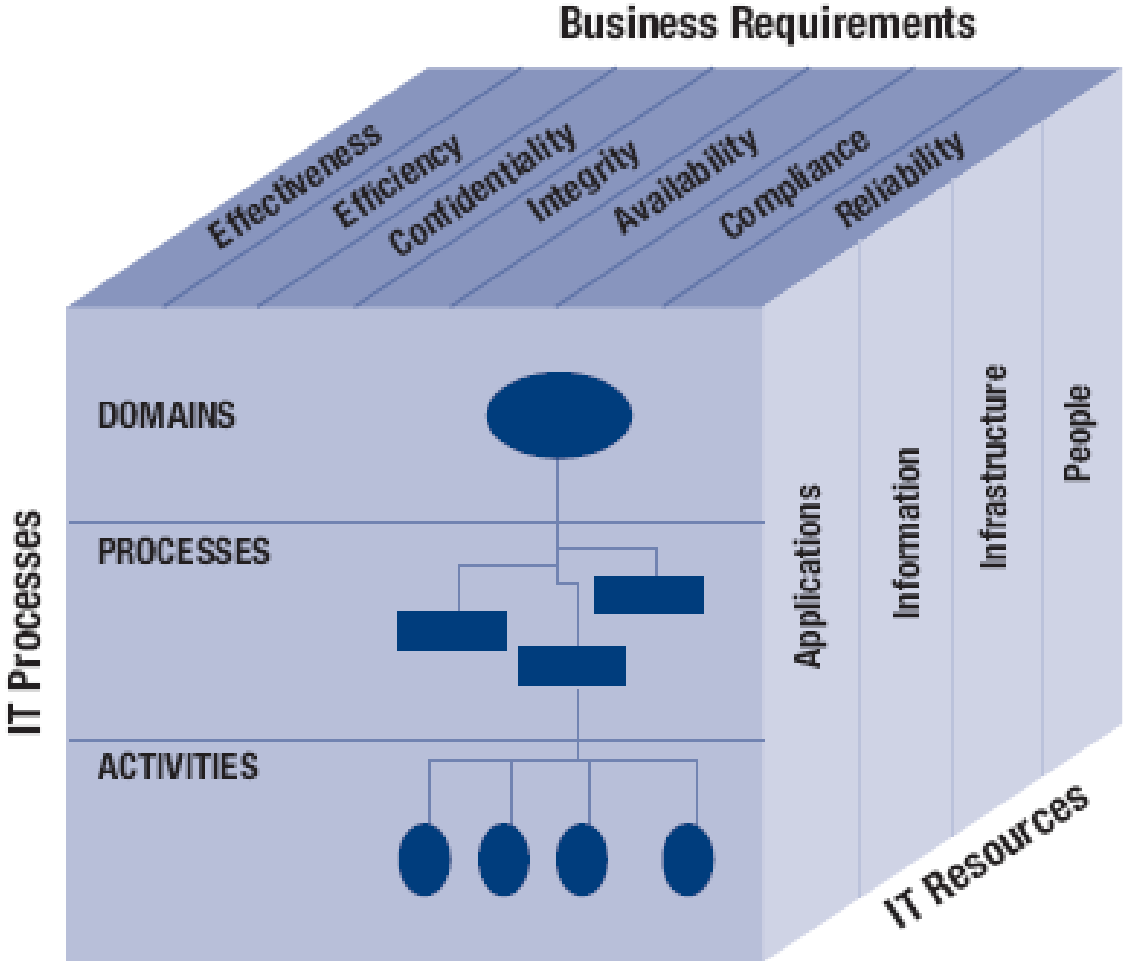 Business Requirements
Effectiveness
Efficiency
Confidentiality
Integrity
Availability
Compliance
Reliability
IT Processes
DOMAINS
PROCESSES
ACTIVITIES
Applications
Information
Infrastructure
People
IT Resources